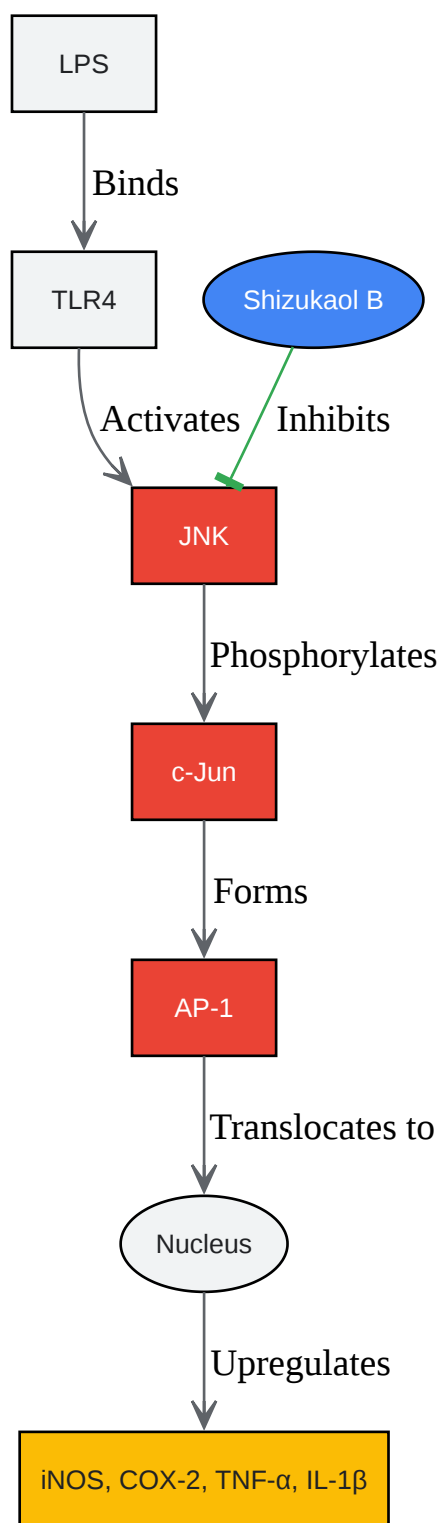 LPS
Binds
TLR4
Shizukaol B
Activates
Inhibits
JNK
Phosphorylates
c-Jun
Forms
AP-1
Translocates to
Nucleus
Upregulates
iNOS, COX-2, TNF-α, IL-1β